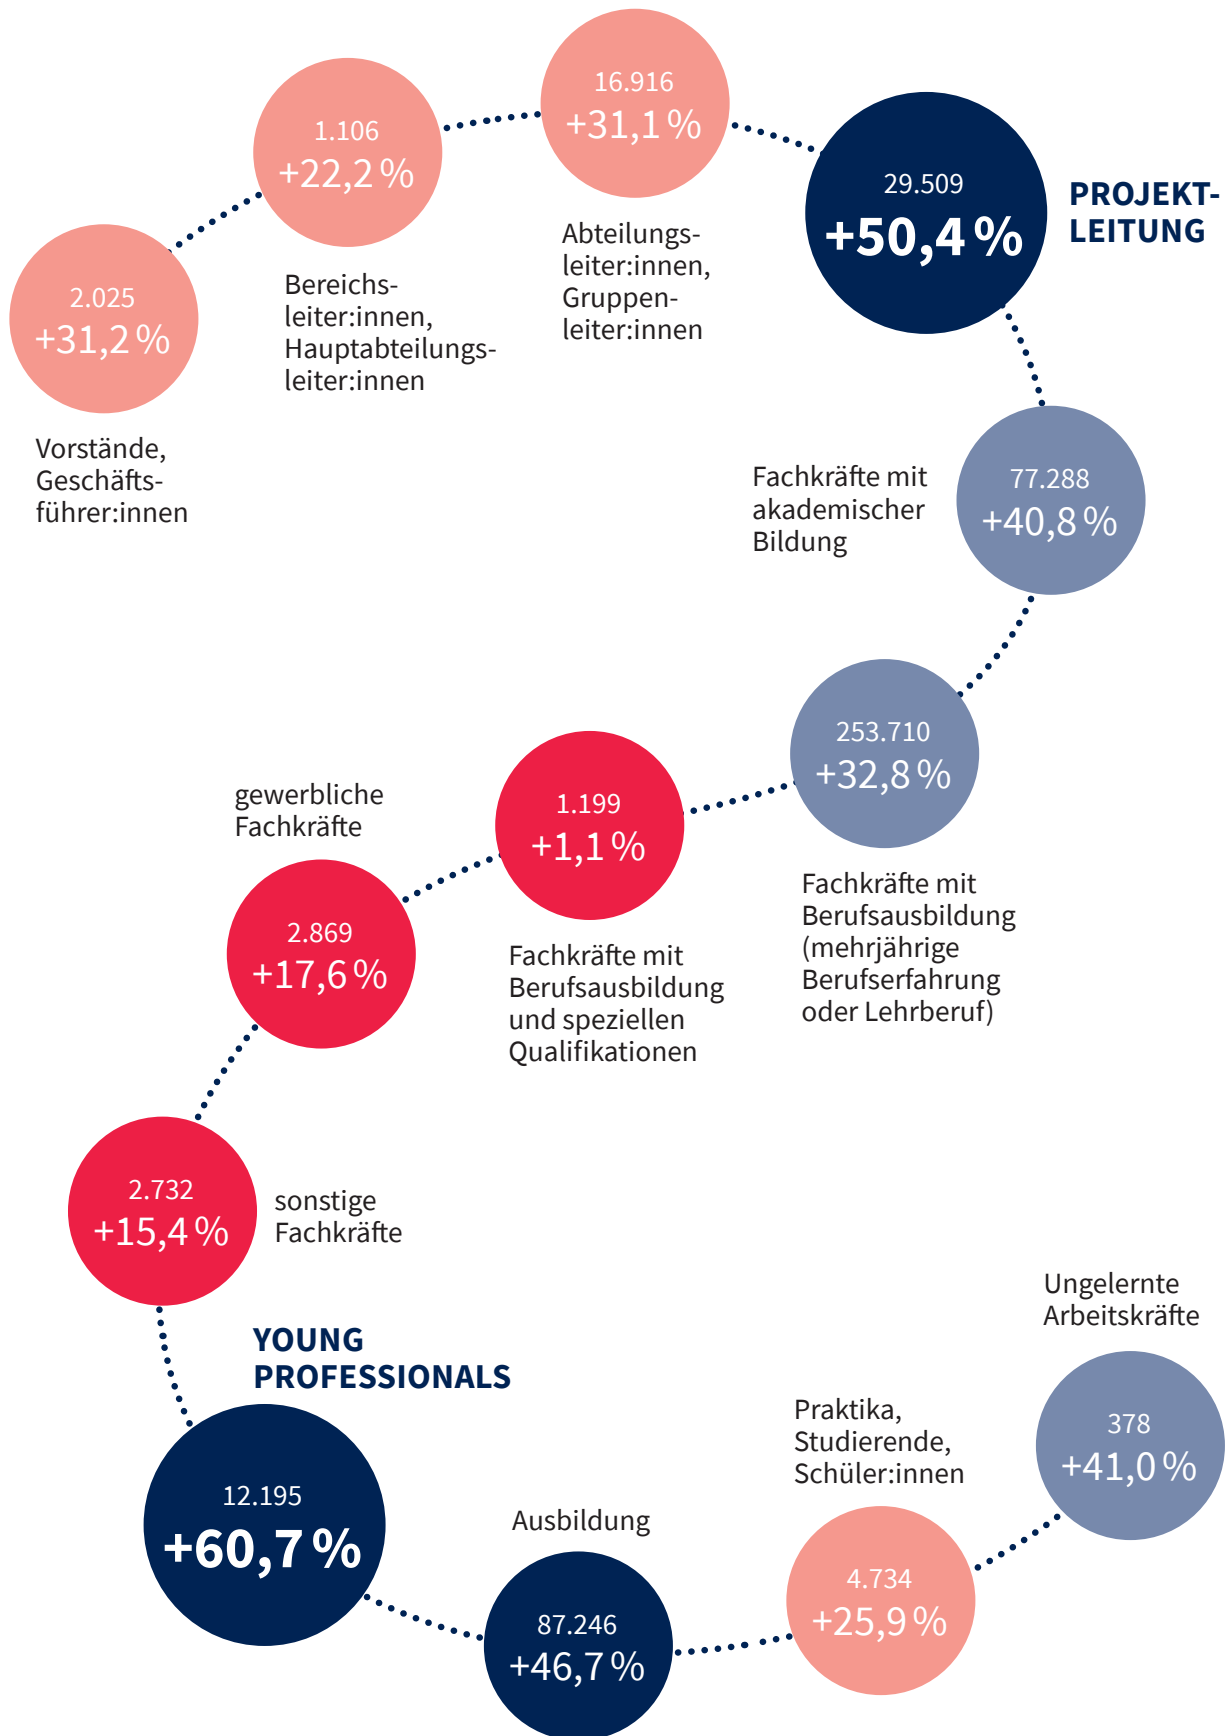 2.025
+31,2 %
Vorstände,
Geschäfts-
führer:innen
1.106
+22,2 %
Bereichs-
leiter:innen,
Hauptabteilungs-
leiter:innen
16.916
+31,1 %
Abteilungs-
leiter:innen,
Gruppen-
leiter:innen
29.509
+50,4 %
PROJEKT-
LEITUNG
77.288
+40,8 %
Fachkräfte mit
akademischer
Bildung
253.710
+32,8 %
Fachkräfte mit
Berufsausbildung
(mehrjährige
Berufserfahrung
oder Lehrberuf)
1.199
+1,1 %
Fachkräfte mit
Berufsausbildung
und speziellen
Qualifikationen
gewerbliche
Fachkräfte
2.869
+17,6 %
2.732
+15,4 %
sonstige
Fachkräfte
YOUNG
PROFESSIONALS
12.195
+60,7 %
Ausbildung
87.246
+46,7 %
Praktika,
Studierende,
Schüler:innen
4.734
+25,9 %
Ungelernte
Arbeitskräfte
378
+41,0 %